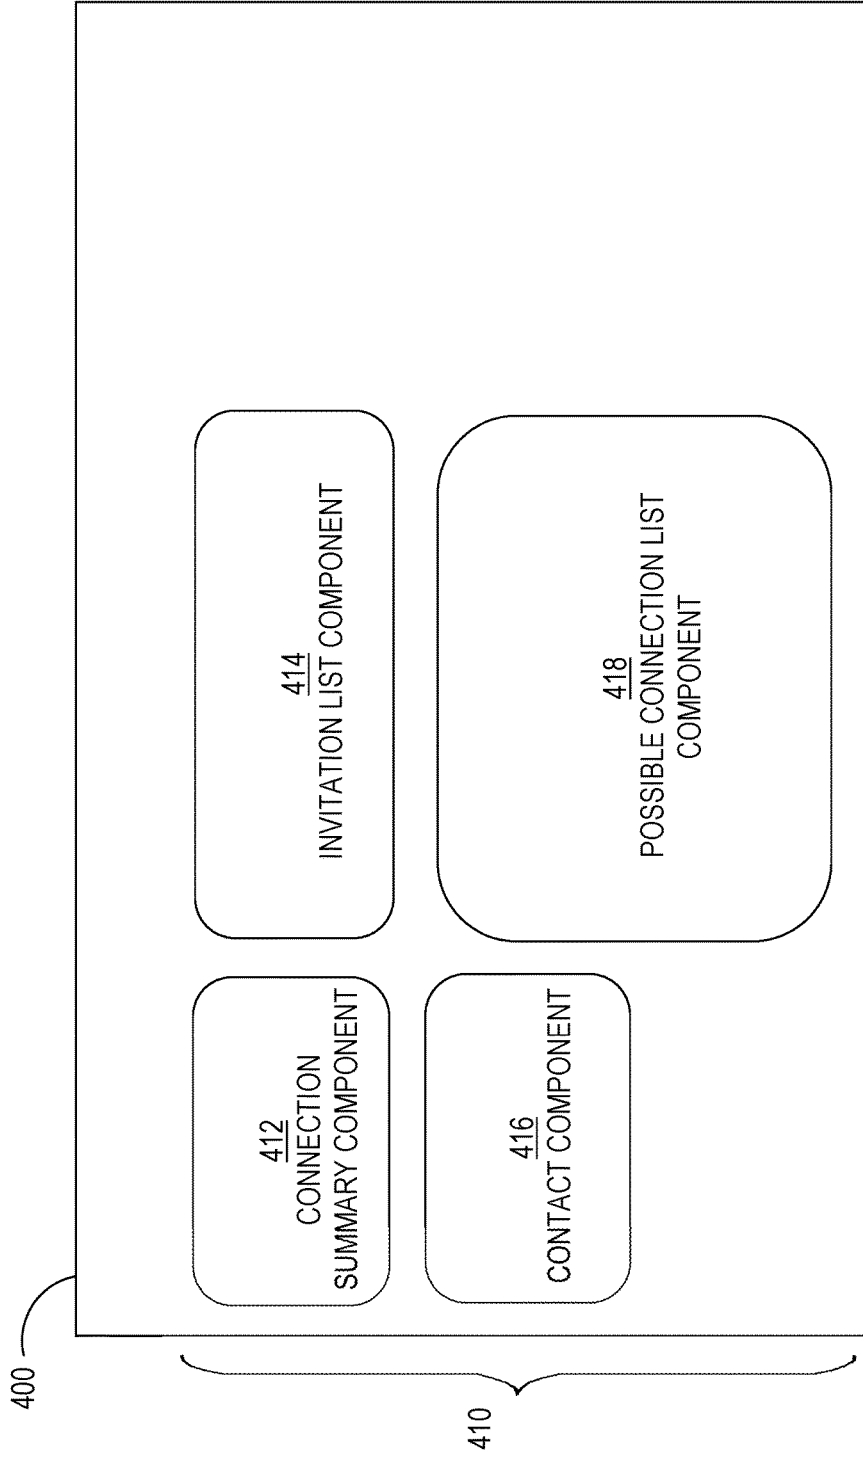 400
410
412
CONNECTION
SUMMARY COMPONENT
414
INVITATION LIST COMPONENT
416
CONTACT COMPONENT
418
POSSIBLE CONNECTION LIST
COMPONENT